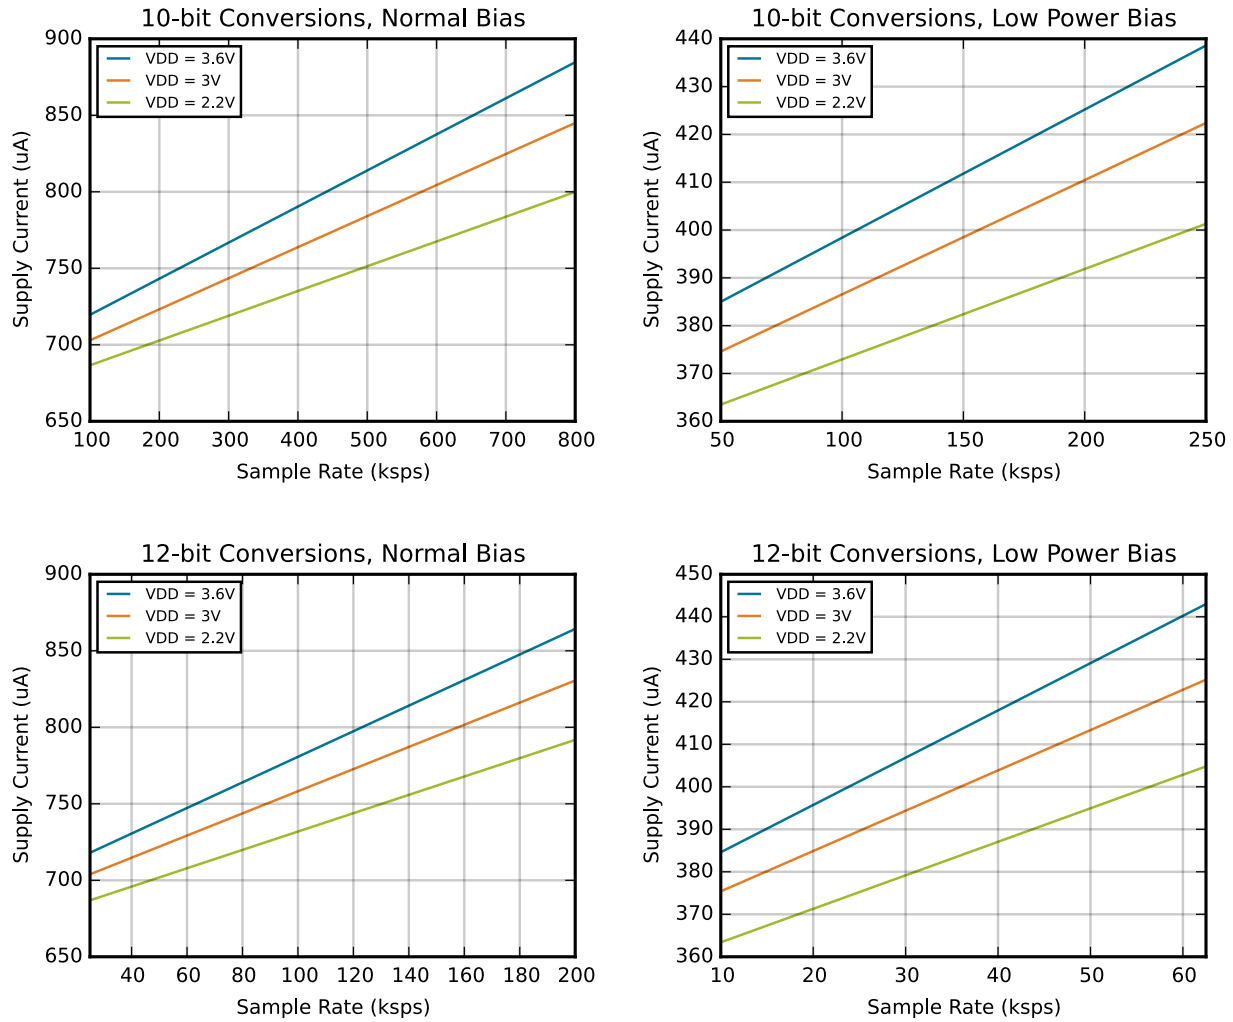 10-bit Conversions, Normal Bias
900
850
800
750
700
650
VDD = 3.6V
VDD = 3V
VDD = 2.2V
100 200 300 400 500 600 700 800
Sample Rate (ksps)
Supply Current (uA)
10-bit Conversions, Low Power Bias
440
430
420
410
400
390
380
370
360
VDD = 3.6V
VDD = 3V
VDD = 2.2V
50 100 150 200 250
Sample Rate (ksps)
Supply Current (uA)
12-bit Conversions, Normal Bias
900
850
800
750
700
650
VDD = 3.6V
VDD = 3V
VDD = 2.2V
40 60 80 100 120 140 160 180 200
Sample Rate (ksps)
Supply Current (uA)
12-bit Conversions, Low Power Bias
450
440
430
420
410
400
390
380
370
360
VDD = 3.6V
VDD = 3V
VDD = 2.2V
10 20 30 40 50 60
Sample Rate (ksps)
Supply Current (uA)